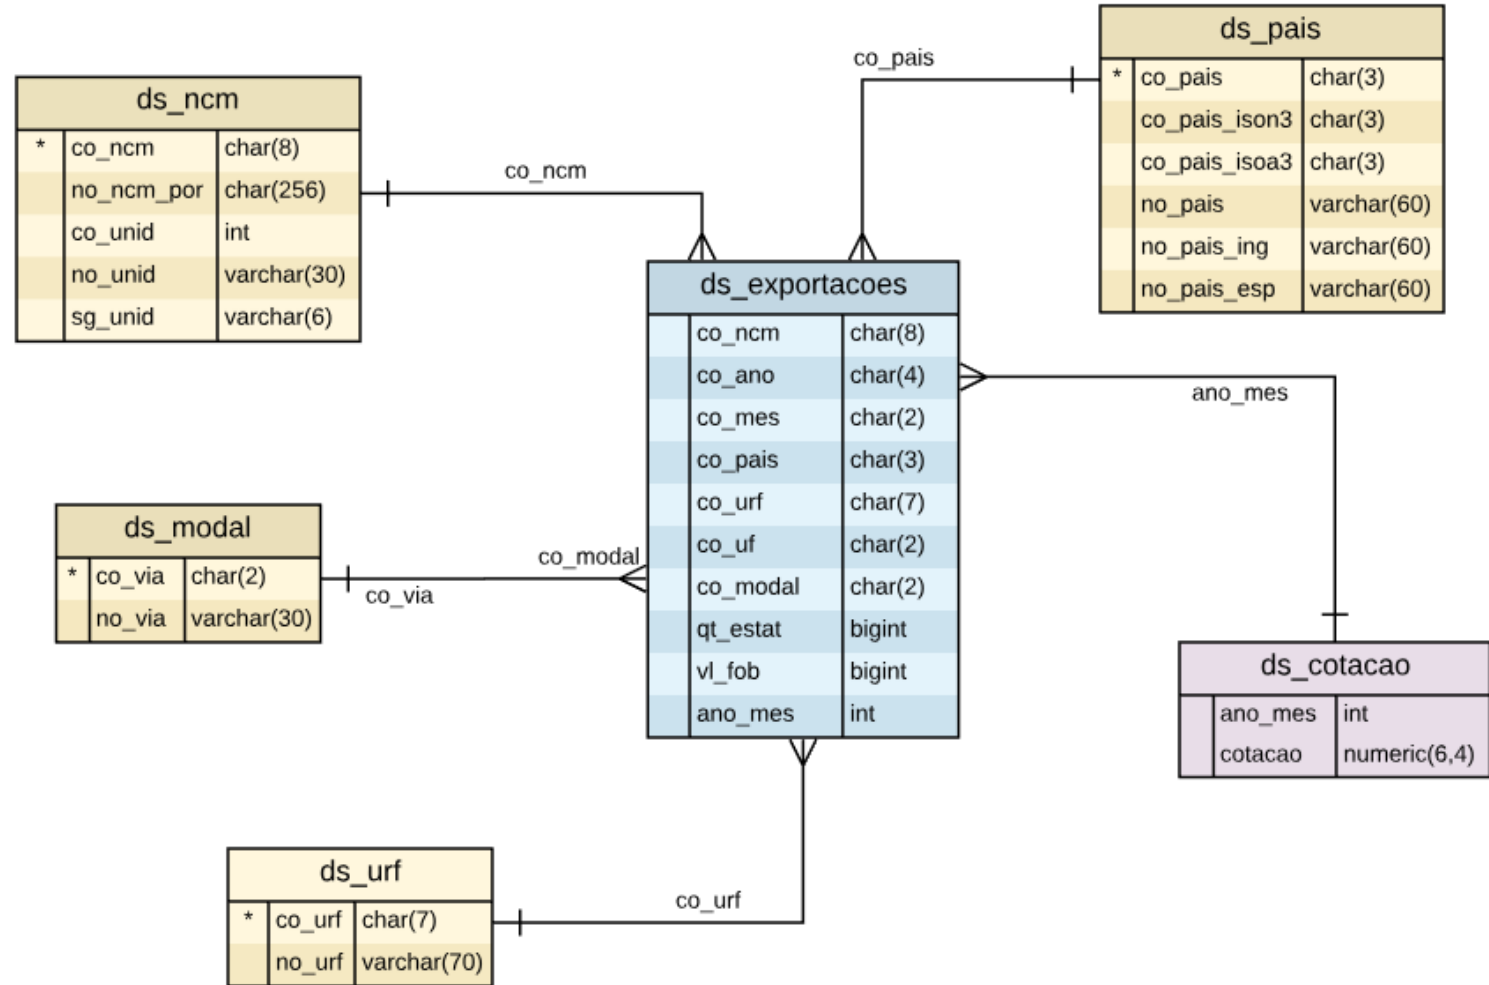 ds_pais
* co_pais char(3)
co_pais_ison3 char(3)
co_pais_isoa3 char(3)
no_pais varchar(60)
no_pais_ing varchar(60)
no_pais_esp varchar(60)
co_pais
ds_ncm
* co_ncm char(8)
no_ncm_por char(256)
co_unid int
no_unid varchar(30)
sg_unid varchar(6)
co_ncm
ds_exportacoes
co_ncm char(8)
co_ano char(4)
co_mes char(2)
co_pais char(3)
co_urf char(7)
co_uf char(2)
co_modal char(2)
qt_estat bigint
vl_fob bigint
ano_mes int
ano_mes
ds_modal
* co_via char(2)
no_via varchar(30)
co_modal
co_via
ds_cotacao
ano_mes int
cotacao numeric(6,4)
ds_urf
* co_urf char(7)
no_urf varchar(70)
co_urf